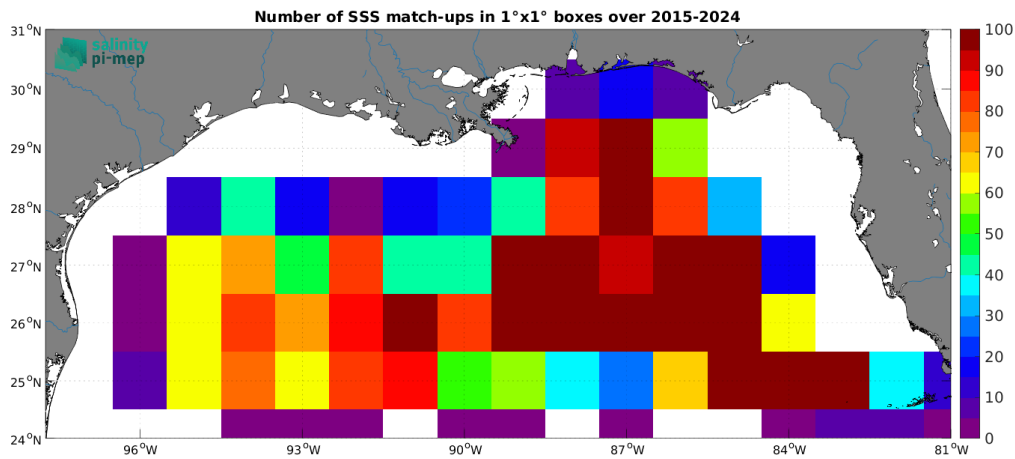 Number of SSS match-ups in 1°x1° boxes over 2015-2024
salinity
pi-mep
31°N
30°N
29°N
28°N
27°N
26°N
25°N
24°N
96°W
93°W
90°W
87°W
84°W
81°W
100
90
80
70
60
50
40
30
20
10
0